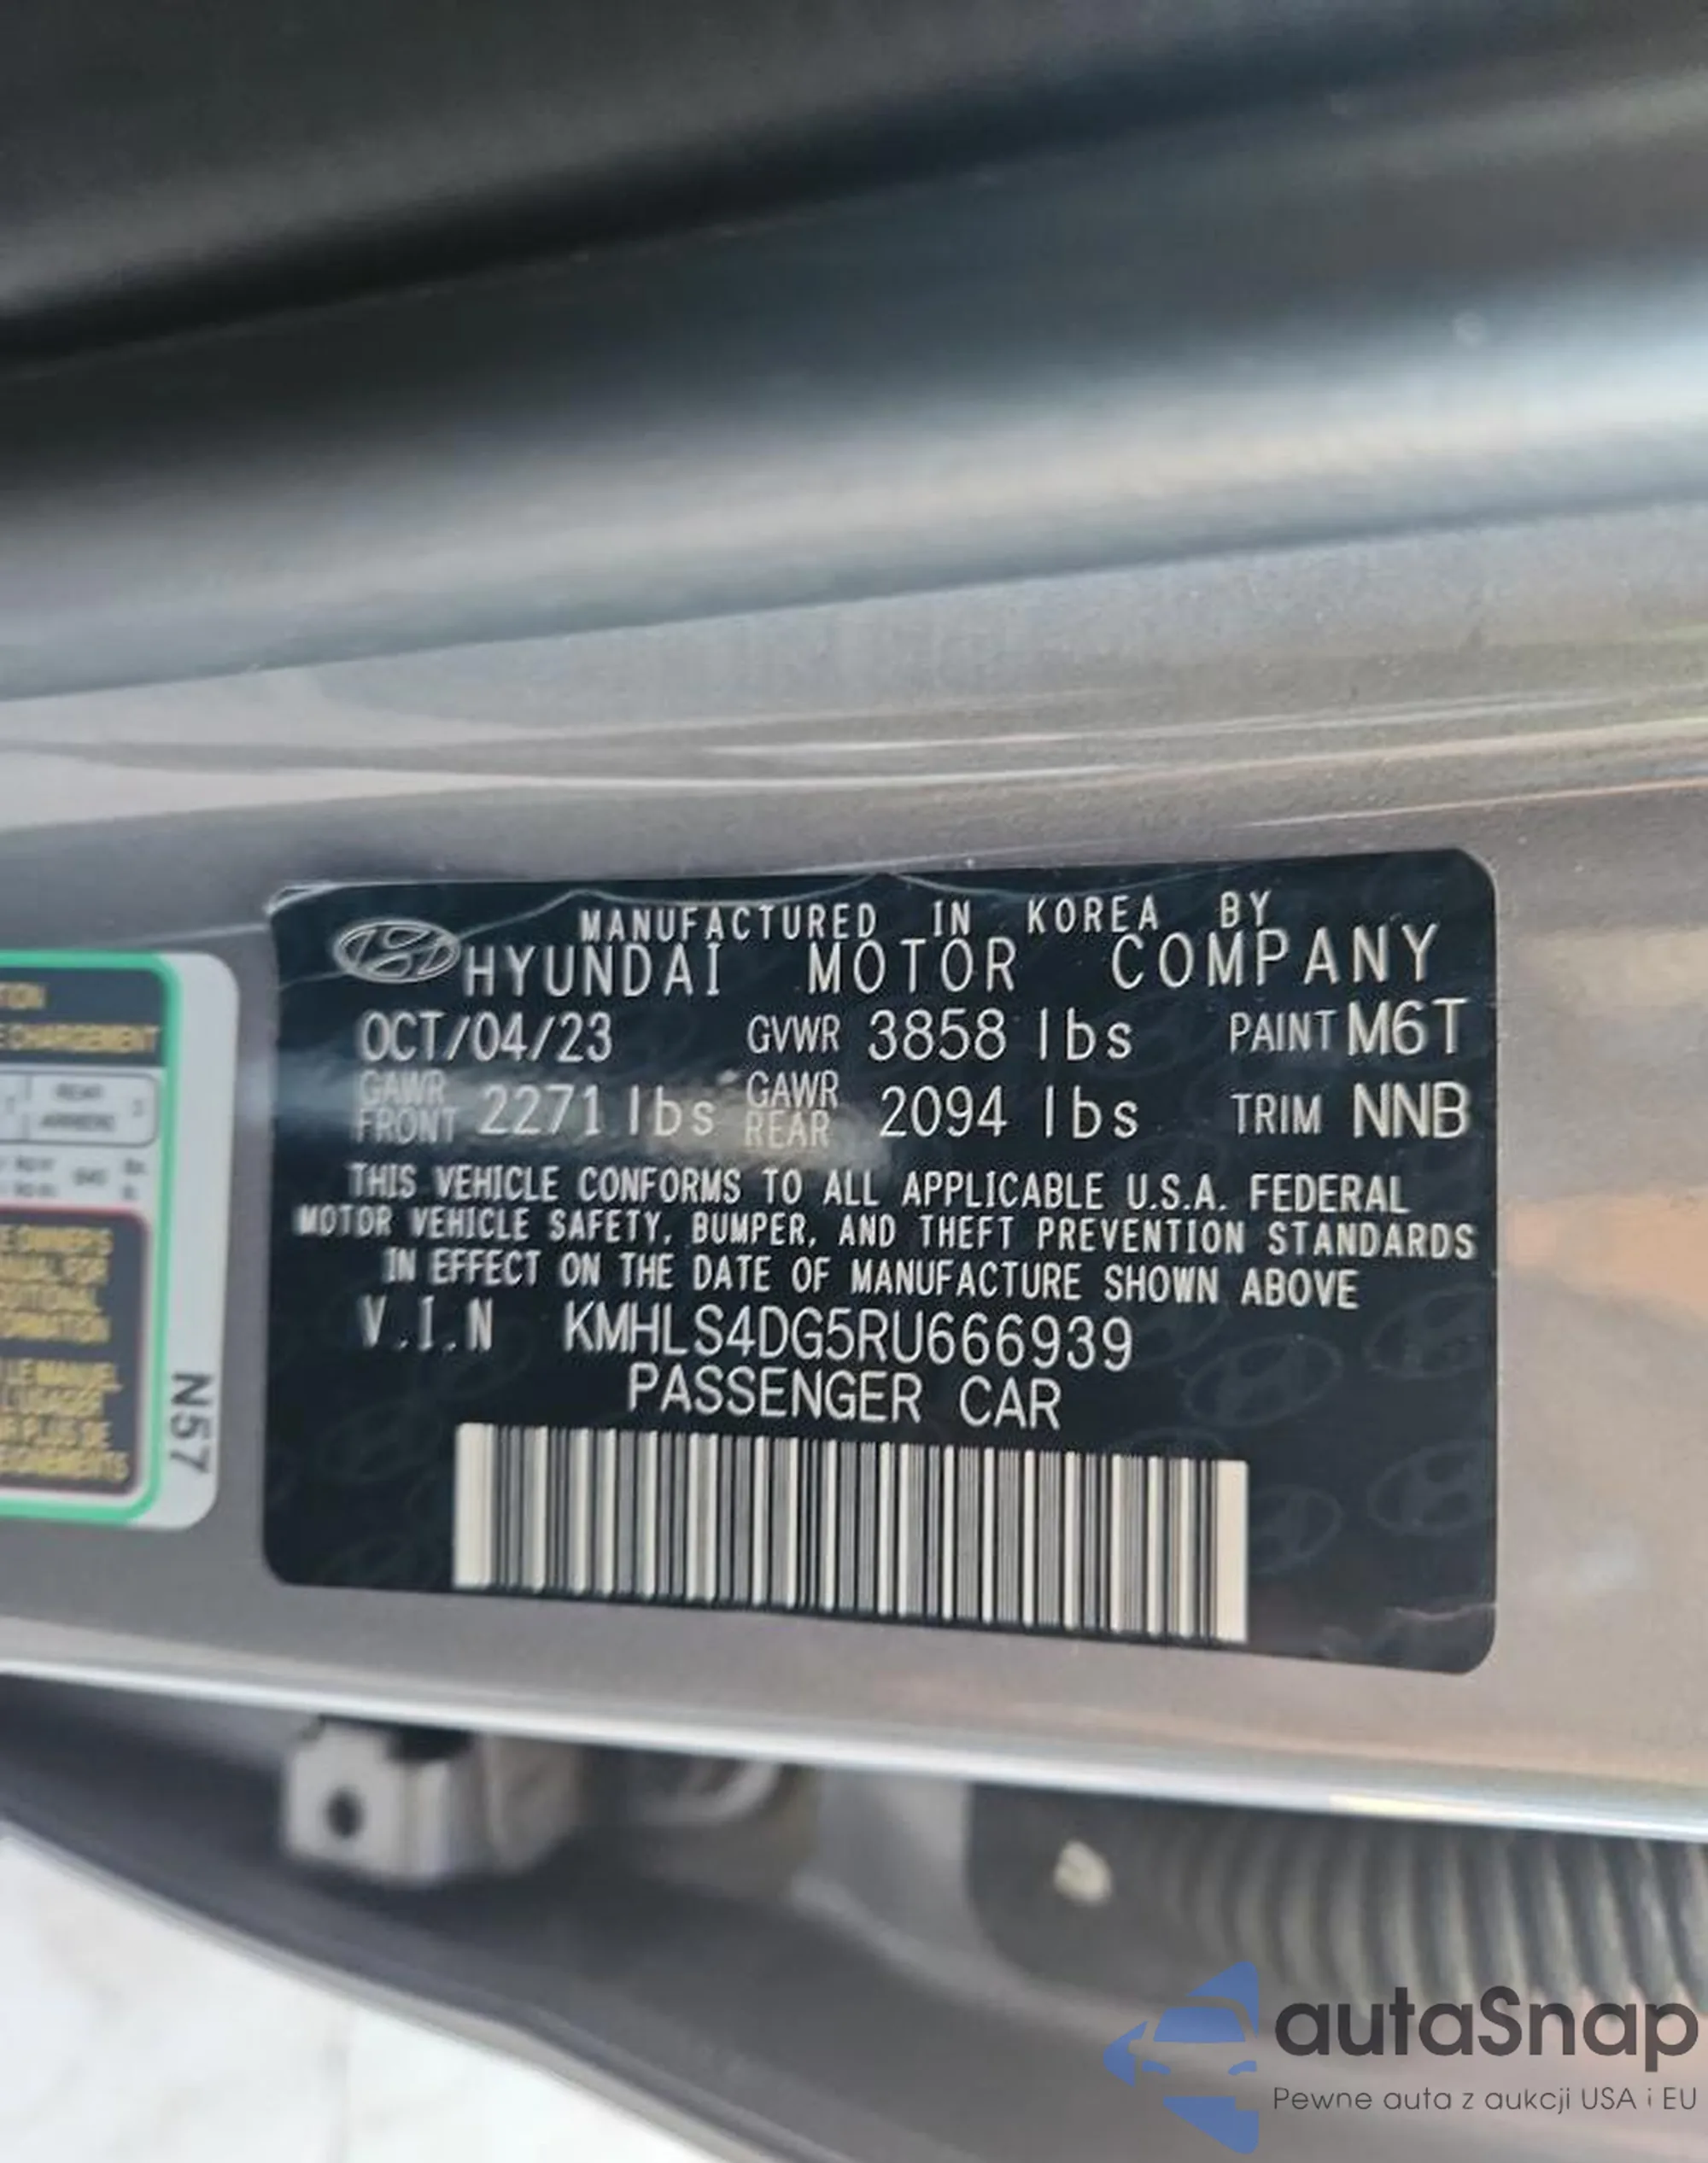 MANUFACTURED IN KOREA BY
HYUNDAI MOTOR COMPANY
OCT/04/23 GVWR 3858 lbs PAINT M6T
GAWR FRONT 2271 lbs GAWR REAR 2094 lbs TRIM NNB
THIS VEHICLE CONFORMS TO ALL APPLICABLE U.S.A. FEDERAL
MOTOR VEHICLE SAFETY, BUMPER, AND THEFT PREVENTION STANDARDS
IN EFFECT ON THE DATE OF MANUFACTURE SHOWN ABOVE
V.I.N KMHLS4DG5RU666939
PASSENGER CAR
REAR
N57
autaSnap
Pewne auta z aukcji USA i EU